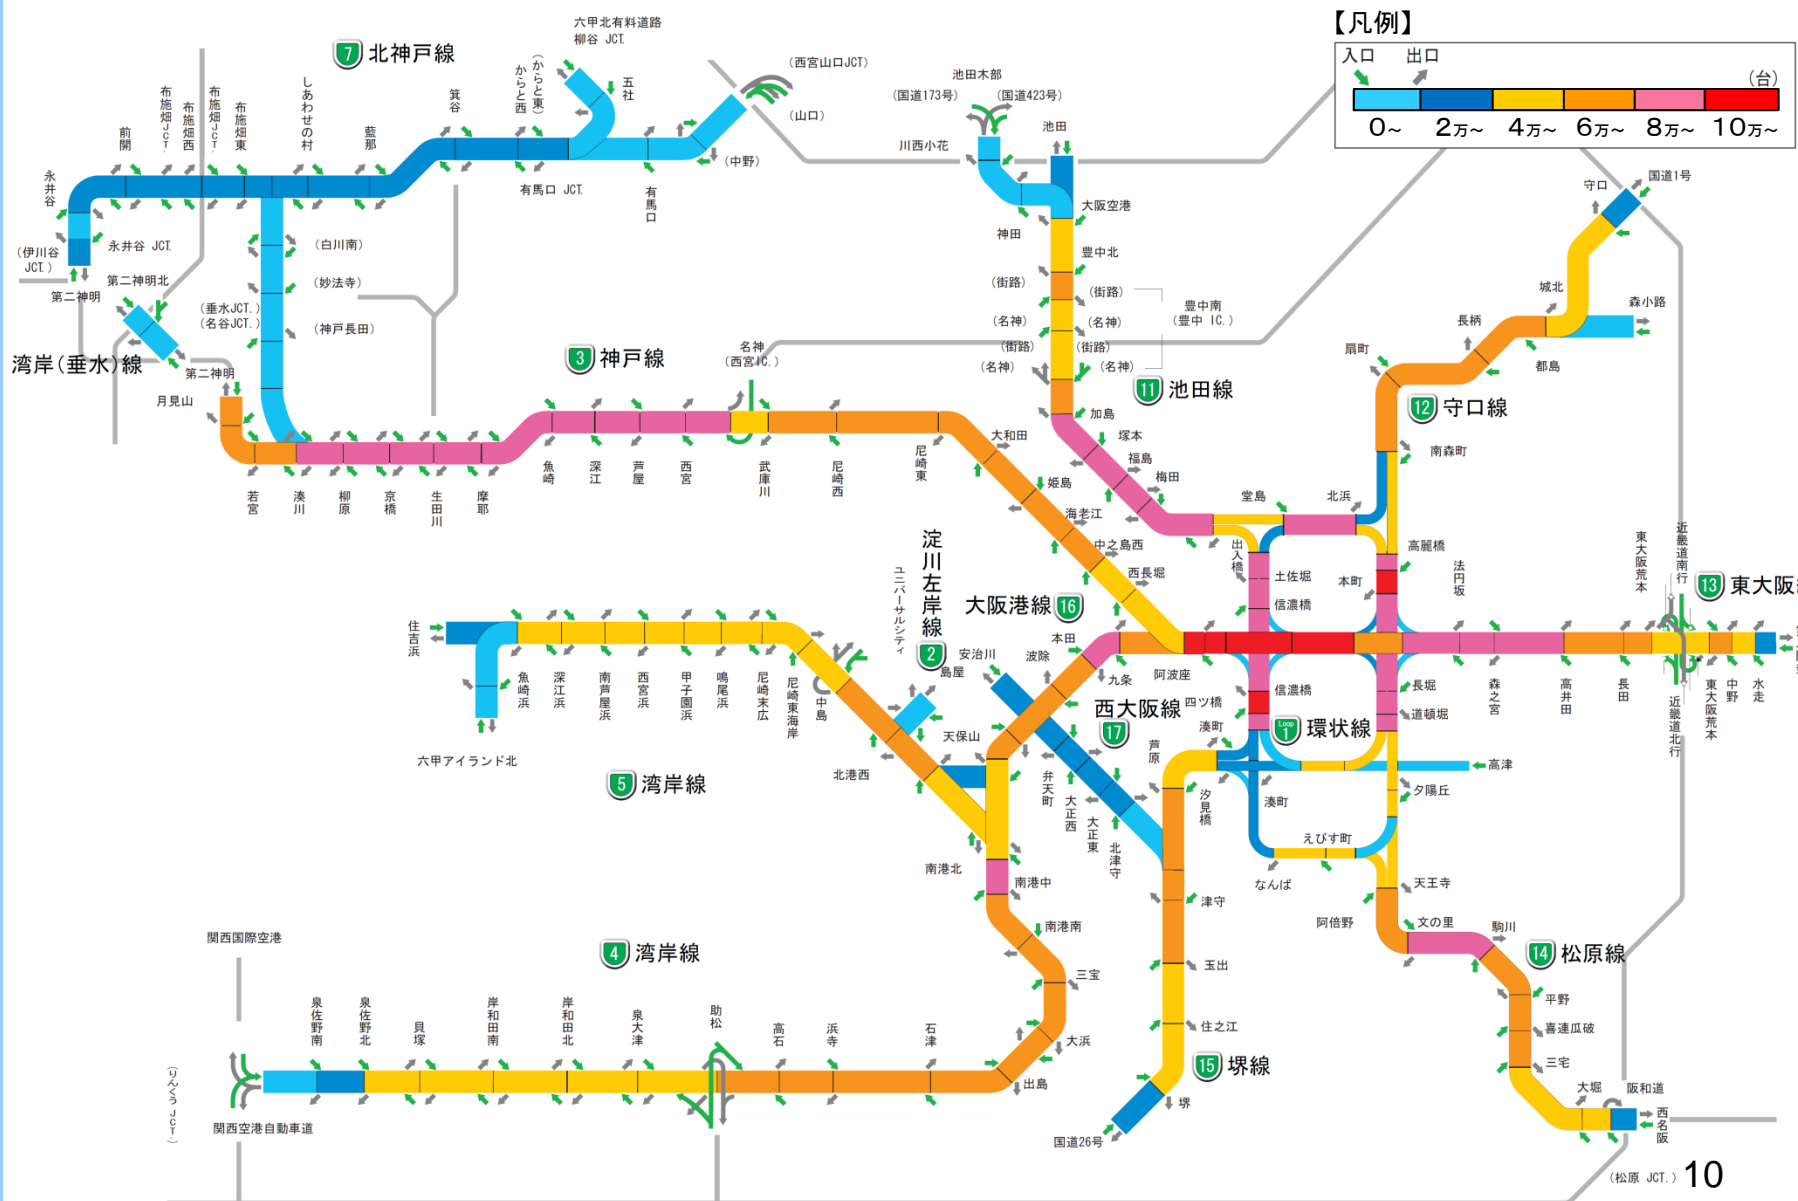 【凡例】
入口 出口
(台)
0～ 2万～ 4万～ 6万～ 8万～ 10万～
7 北神戸線
六甲北有料道路
柳谷 JCT.
(からと東)
からと西
五社
(西宮山口JCT)
(山口)
(中野)
有馬口
有馬口 JCT.
箕谷
藍那
しあわせの村
布施畑東
布施畑JCT.
布施畑西
布施畑JCT.
前開
永井谷
永井谷 JCT.
(伊川谷
JCT.)
第二神明
第二神明北
(白川南)
(妙法寺)
(垂水JCT.)
(名谷JCT.)
(神戸長田)
湾岸(垂水)線
第二神明
月見山
3 神戸線
名神
(西宮IC.)
若宮
湊川
柳原
京橋
生田川
摩耶
魚崎
深江
芦屋
西宮
武庫川
尼崎西
尼崎東
大和田
姫島
海老江
中之島西
西長堀
池田木部
(国道173号)
(国道423号)
川西小花
池田
大阪空港
神田
豊中北
(街路)
(街路)
豊中南
(豊中 IC.)
(名神)
(名神)
(街路)
(街路)
(名神)
(名神)
11 池田線
加島
塚本
福島
梅田
堂島
北浜
出入橋
土佐堀
信濃橋
本町
高麗橋
法円坂
12 守口線
守口
国道1号
城北
森小路
長柄
都島
扇町
南森町
東大阪荒本
近畿道南行
13 東大阪線
森之宮
高井田
長田
近畿道北行
東大阪荒本
中野
水走
長堀
道頓堀
信濃橋
四ツ橋
湊町
Loop 1 環状線
高津
湊町
夕陽丘
えびす町
なんば
天王寺
阿倍野
文の里
駒川
14 松原線
平野
喜連瓜破
三宅
大堀
阪和道
西名阪
(松原 JCT.)
大阪港線 16
本田
九条
阿波座
波除
安治川
淀川左岸線
2
ユニバーサルシティ
島屋
天保山
北港西
西大阪線
17
弁天町
大正西
大正東
北津守
芦原
汐見橋
津守
玉出
住之江
15 堺線
堺
国道26号
住吉浜
六甲アイランド北
魚崎浜
深江浜
南芦屋浜
西宮浜
甲子園浜
鳴尾浜
尼崎末広
尼崎東海岸
中島
5 湾岸線
南港北
南港中
南港南
三宝
大浜
出島
4 湾岸線
関西国際空港
泉佐野南
泉佐野北
貝塚
岸和田南
岸和田北
泉大津
助松
高石
浜寺
石津
(りんくう JCT.)
関西空港自動車道
10